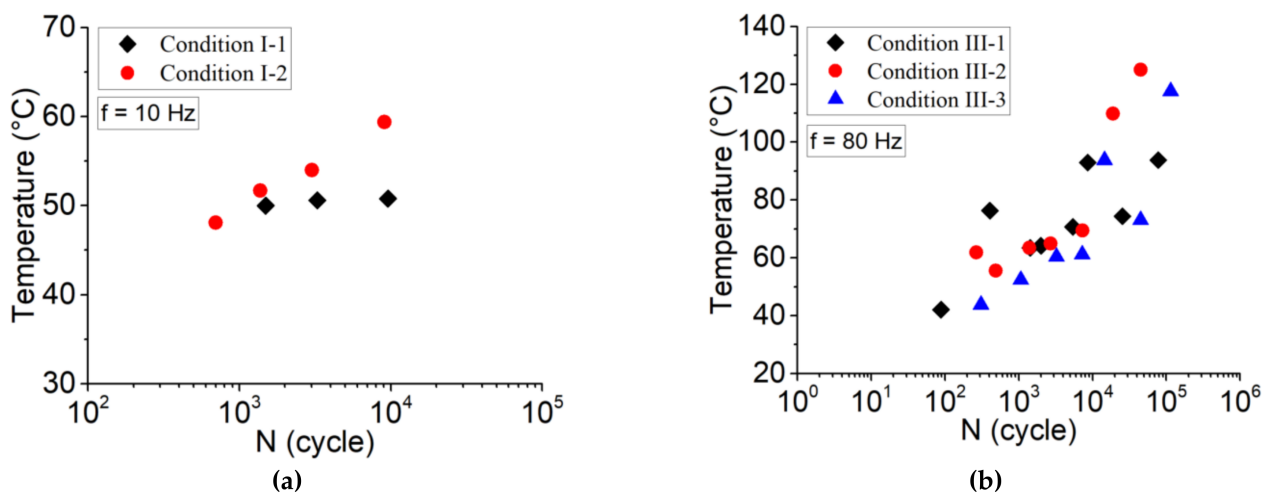 70
60
50
40
30
Temperature (°C)
Condition I-1
Condition I-2
f = 10 Hz
10²
10³
10⁴
10⁵
N (cycle)
(a)
140
120
100
80
60
40
20
Temperature (°C)
Condition III-1
Condition III-2
Condition III-3
f = 80 Hz
10⁰
10¹
10²
10³
10⁴
10⁵
10⁶
N (cycle)
(b)